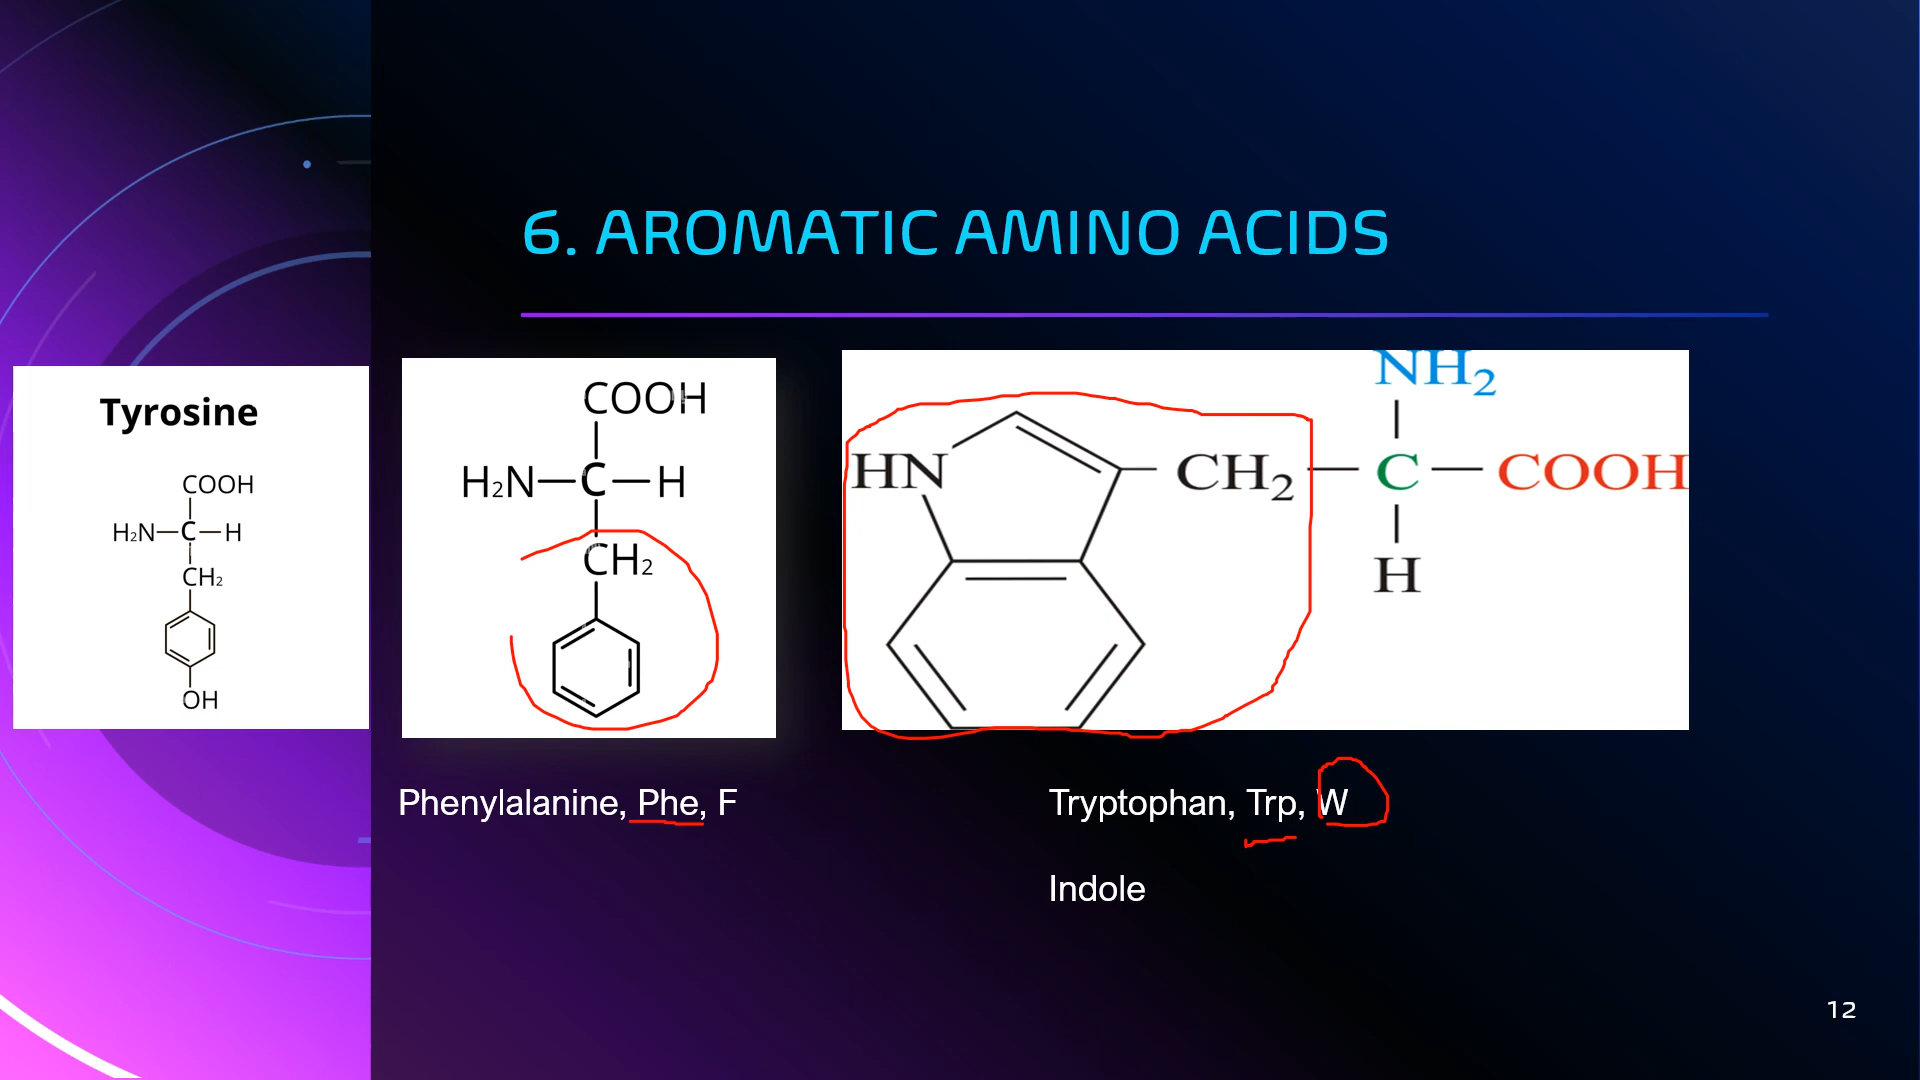 6. AROMATIC AMINO ACIDS
Tyrosine
COOH
H₂N—C—H
CH₂
OH
COOH
H₂N—C—H
CH₂
NH₂
HN
CH₂—C—COOH
H
Phenylalanine, Phe, F
Tryptophan, Trp, W
Indole
12